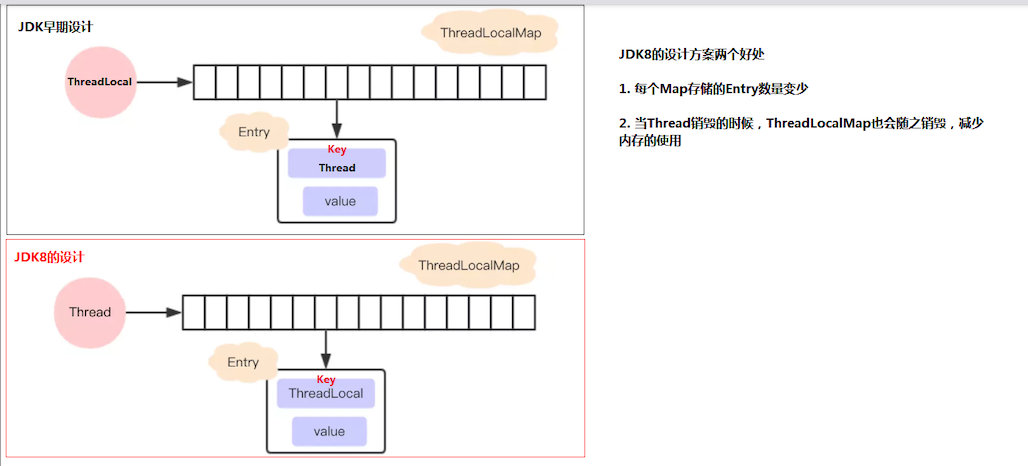 JDK早期设计
ThreadLocalMap
ThreadLocal
Entry
Key
Thread
value
JDK8的设计
ThreadLocalMap
Thread
Entry
Key
ThreadLocal
value
JDK8的设计方案两个好处
1. 每个Map存储的Entry数量变少
2. 当Thread销毁的时候，ThreadLocalMap也会随之销毁，减少
内存的使用